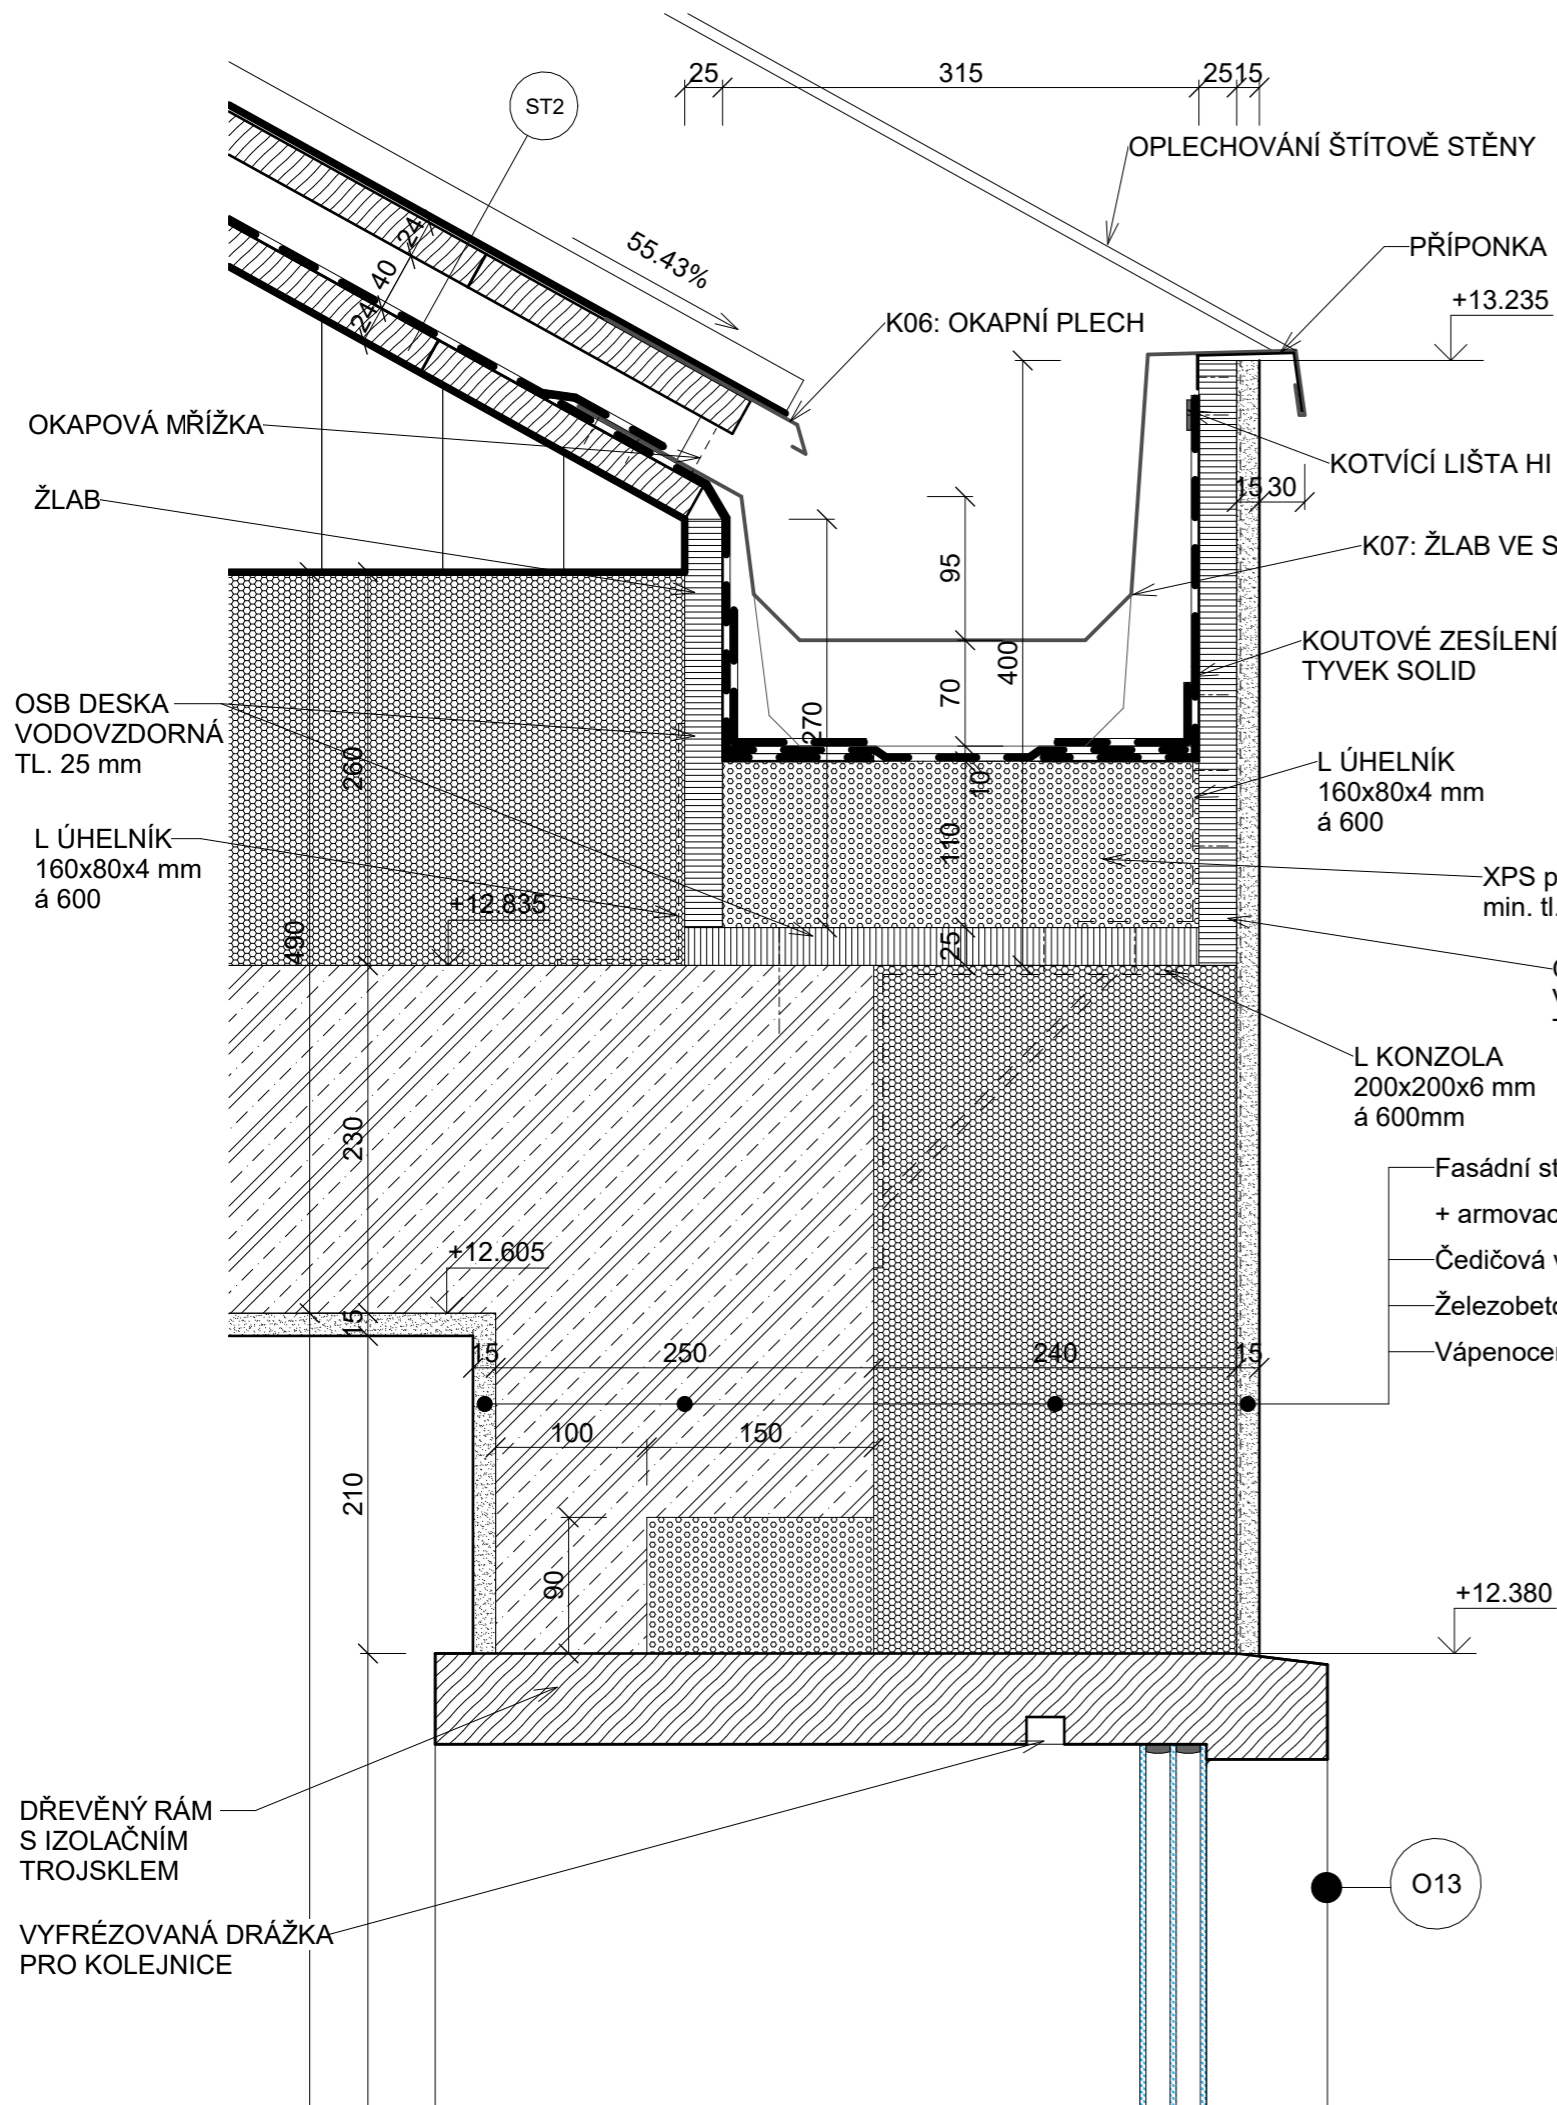 25
315
25
15
ST2
OPLECHOVÁNÍ ŠTÍTOVÉ STĚNY
PŘÍPONKA
+13.235
55.43%
24
40
24
K06: OKAPNÍ PLECH
OKAPOVÁ MŘÍŽKA
ŽLAB
KOTVÍCÍ LIŠTA HI
15
30
K07: ŽLAB VE S
95
70
400
270
KOUTOVÉ ZESÍLENÍ
TYVEK SOLID
OSB DESKA
VODOVZDORNÁ
TL. 25 mm
260
10
110
L ÚHELNÍK
160x80x4 mm
á 600
L ÚHELNÍK
160x80x4 mm
á 600
XPS p
min. tl.
+12.835
490
25
L KONZOLA
200x200x6 mm
á 600mm
230
Fasádní st
+ armovac
Čedičová v
Železobeto
Vápenocer
+12.605
15
15
250
240
15
100
150
210
90
+12.380
DŘEVĚNÝ RÁM
S IZOLAČNÍM
TROJSKLEM
O13
VYFRÉZOVANÁ DRÁŽKA
PRO KOLEJNICE